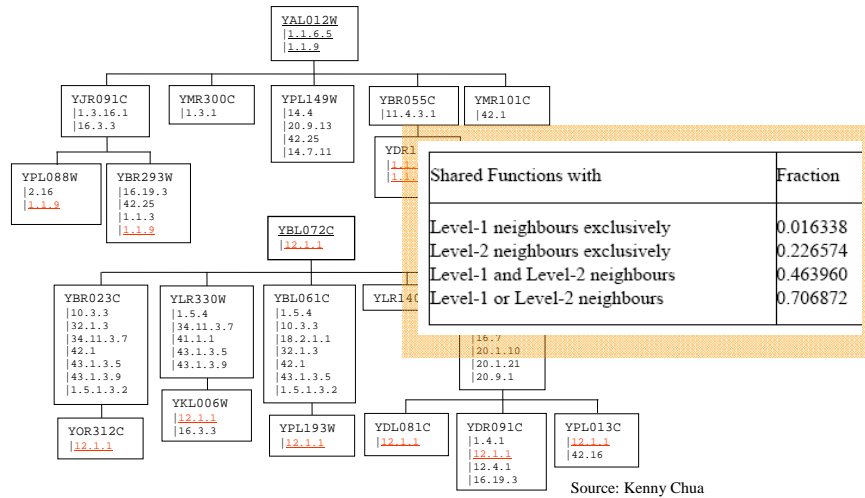 YAL012W
|1.1.6.5
|1.1.9
YJR091C
|1.3.16.1
|16.3.3
YMR300C
|1.3.1
YPL149W
|14.4
|20.9.13
|42.25
|14.7.11
YBR055C
|11.4.3.1
YMR101C
|42.1
YPL088W
|2.16
|1.1.9
YBR293W
|16.19.3
|42.25
|1.1.3
|1.1.9
Shared Functions with Fraction
Level-1 neighbours exclusively 0.016338
Level-2 neighbours exclusively 0.226574
Level-1 and Level-2 neighbours 0.463960
Level-1 or Level-2 neighbours 0.706872
YBL072C
|12.1.1
YBR023C
|10.3.3
|32.1.3
|34.11.3.7
|42.1
|43.1.3.5
|43.1.3.9
|1.5.1.3.2
YLR330W
|1.5.4
|34.11.3.7
|41.1.1
|43.1.3.5
|43.1.3.9
YBL061C
|1.5.4
|10.3.3
|18.2.1.1
|32.1.3
|42.1
|43.1.3.5
|1.5.1.3.2
|16.7
|20.1.10
|20.1.21
|20.9.1
YOR312C
|12.1.1
YKL006W
|12.1.1
|16.3.3
YPL193W
|12.1.1
YDL081C
|12.1.1
YDR091C
|1.4.1
|12.1.1
|12.4.1
|16.19.3
YPL013C
|12.1.1
|42.16
Source: Kenny Chua